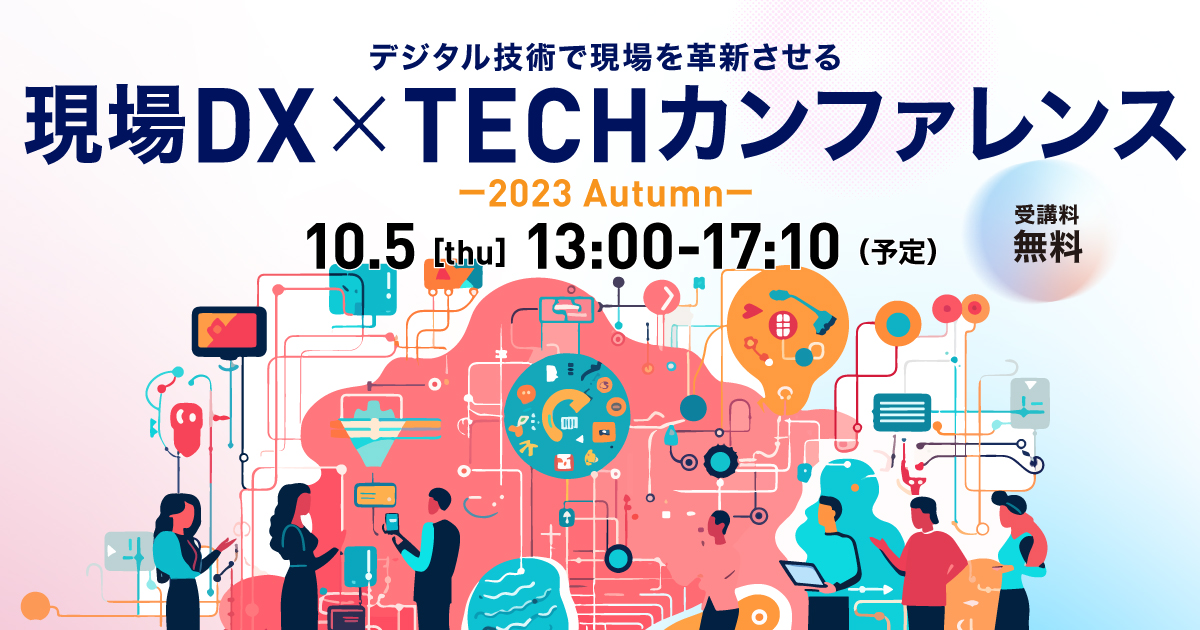 デジタル技術で現場を革新させる
現場DX×TECHカンファレンス
ー2023 Autumnー
10.5 [thu] 13:00-17:10 (予定)
受講料
無料